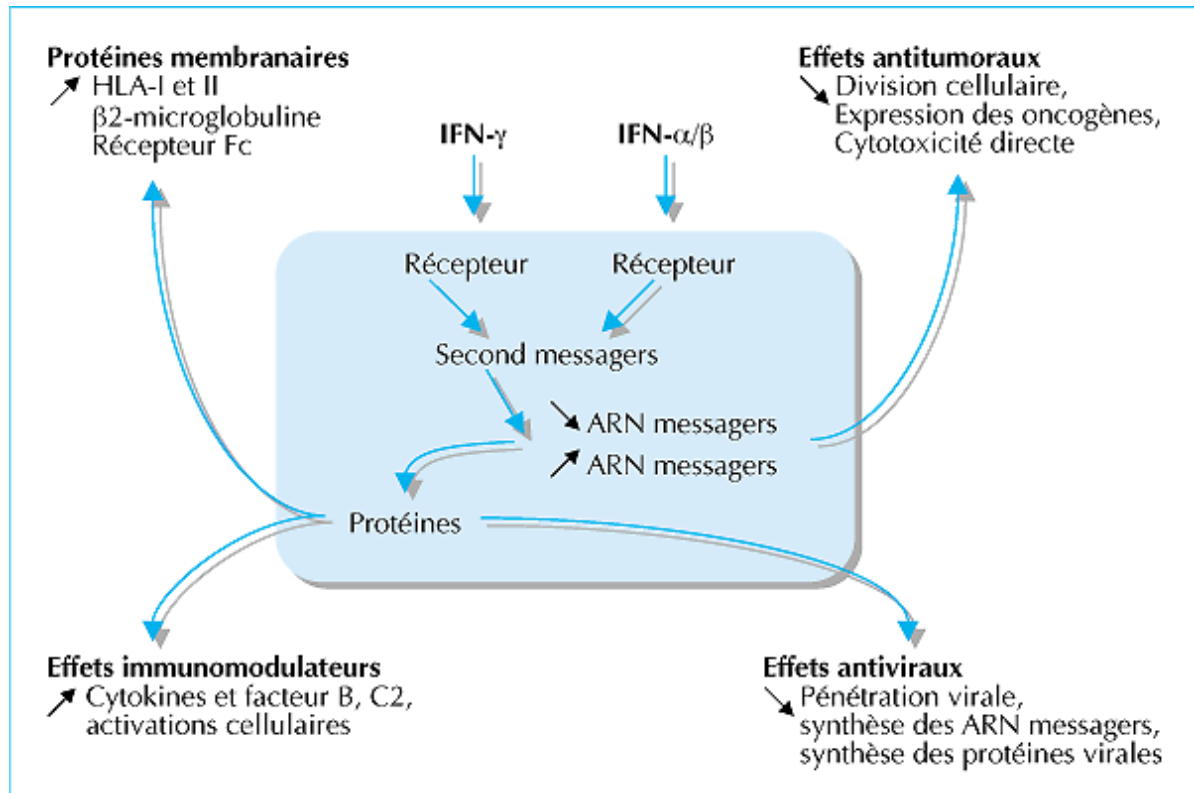 Protéines membranaires
↗ HLA-I et II
β2-microglobuline
Récepteur Fc
IFN-γ
IFN-α/β
Effets antitumoraux
↘ Division cellulaire,
Expression des oncogènes,
Cytotoxicité directe
Récepteur
Récepteur
Second messagers
↘ ARN messagers
↗ ARN messagers
Protéines
Effets immunomodulateurs
↗ Cytokines et facteur B, C2,
activations cellulaires
Effets antiviraux
↘ Pénétration virale,
synthèse des ARN messagers,
synthèse des protéines virales